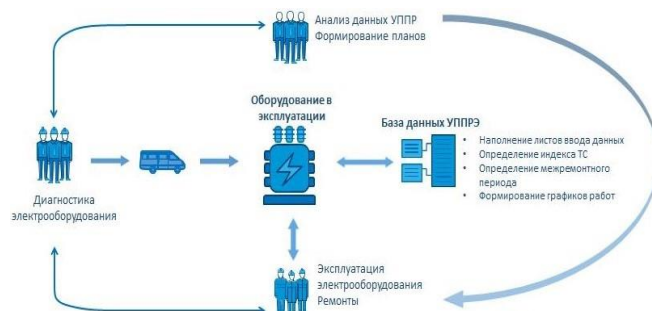 Анализ данных УППР
Формирование планов
Оборудование в
эксплуатации
База данных УППРЭ
• Наполнение листов ввода данных
• Определение индекса ТС
• Определение межремонтного
периода
• Формирование графиков работ
Диагностика
электрооборудования
Эксплуатация
электрооборудования
Ремонты